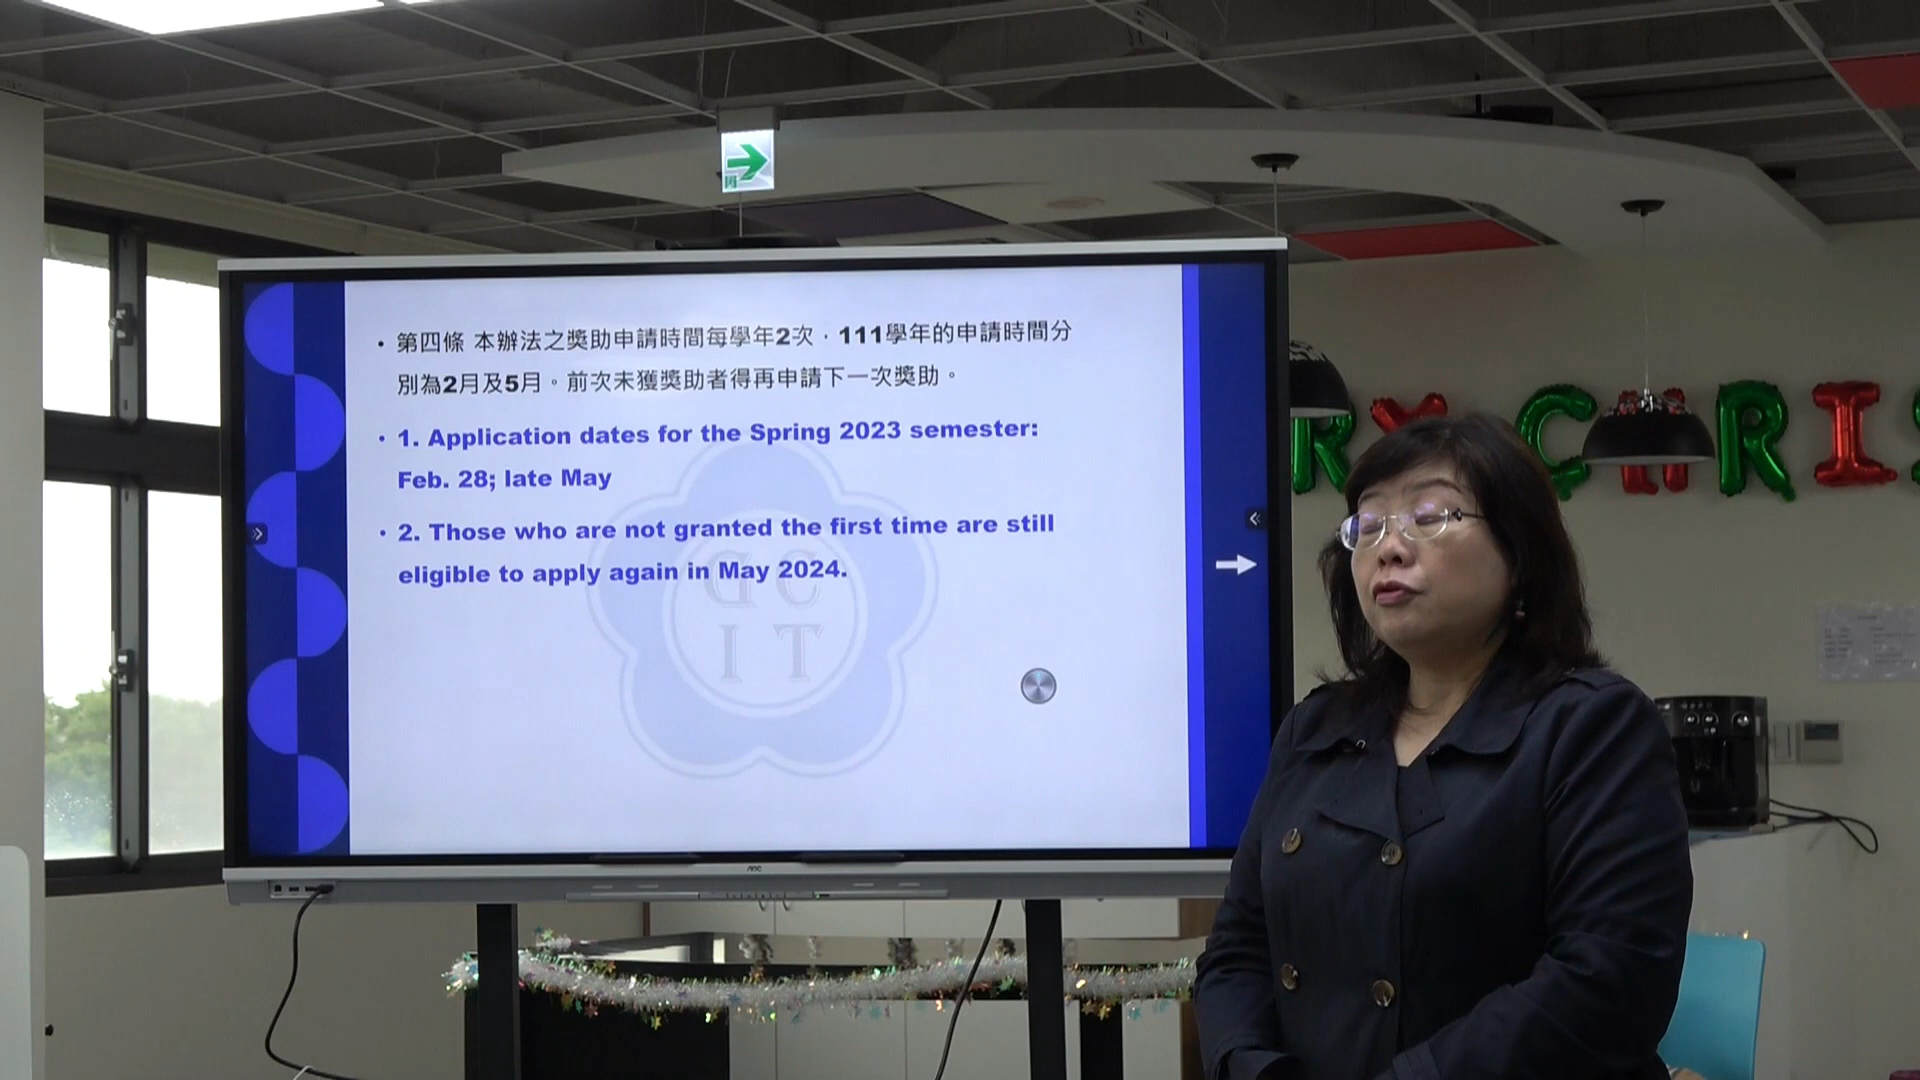 第四條 本辦法之獎助申請時間每學年2次，111學年的申請時間分
別為2月及5月。前次未獲獎助者得再申請下一次獎助。
1. Application dates for the Spring 2023 semester:
Feb. 28; late May
2. Those who are not granted the first time are still
eligible to apply again in May 2024.
G C
I T
AOC
RY CHRIS